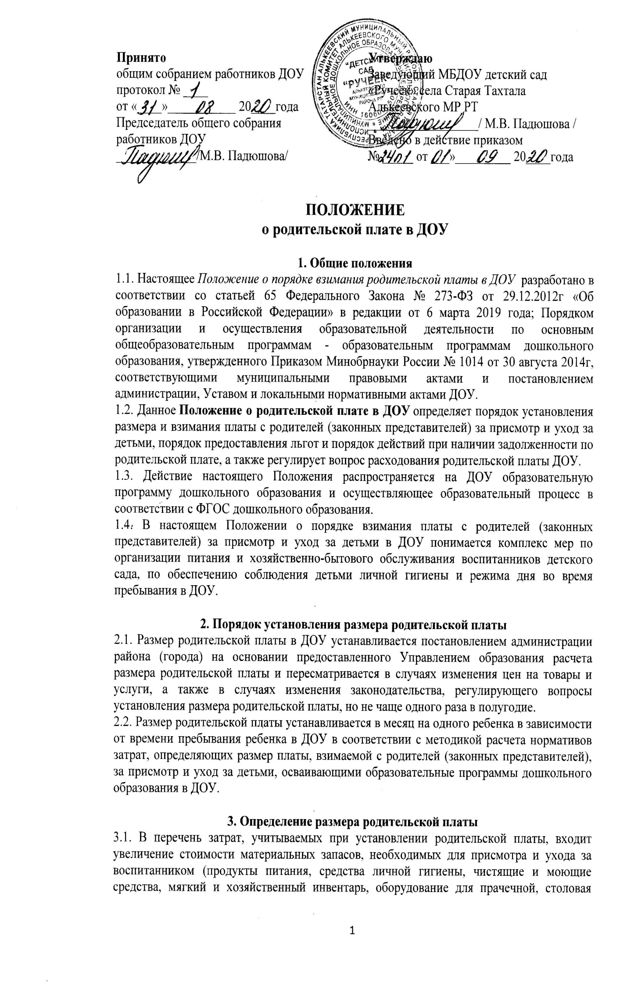 Принято
общим собранием работников ДОУ
протокол № 1
от «31» 08 2020 года
Председатель общего собрания
работников ДОУ
/М.В. Падюшова/
Утверждаю
Заведующий МБДОУ детский сад
«Ручеек» села Старая Тахтала
Алькеевского МР РТ
/ М.В. Падюшова /
Введено в действие приказом
№ 24п1 от 01» 09 2020 года
"ДЕТСКИЙ
САД
"РУЧЕЕК"
АЛЬКЕЕВСКОГО
МУНИЦИПАЛЬНОГО
РАЙОНА РТ
ПОЛОЖЕНИЕ
о родительской плате в ДОУ
1. Общие положения
1.1. Настоящее Положение о порядке взимания родительской платы в ДОУ разработано в
соответствии со статьей 65 Федерального Закона № 273-ФЗ от 29.12.2012г «Об
образовании в Российской Федерации» в редакции от 6 марта 2019 года; Порядком
организации и осуществления образовательной деятельности по основным
общеобразовательным программам - образовательным программам дошкольного
образования, утвержденного Приказом Минобрнауки России № 1014 от 30 августа 2014г,
соответствующими муниципальными правовыми актами и постановлением
администрации, Уставом и локальными нормативными актами ДОУ.
1.2. Данное Положение о родительской плате в ДОУ определяет порядок установления
размера и взимания платы с родителей (законных представителей) за присмотр и уход за
детьми, порядок предоставления льгот и порядок действий при наличии задолженности по
родительской плате, а также регулирует вопрос расходования родительской платы ДОУ.
1.3. Действие настоящего Положения распространяется на ДОУ образовательную
программу дошкольного образования и осуществляющее образовательный процесс в
соответствии с ФГОС дошкольного образования.
1.4. В настоящем Положении о порядке взимания платы с родителей (законных
представителей) за присмотр и уход за детьми в ДОУ понимается комплекс мер по
организации питания и хозяйственно-бытового обслуживания воспитанников детского
сада, по обеспечению соблюдения детьми личной гигиены и режима дня во время
пребывания в ДОУ.
2. Порядок установления размера родительской платы
2.1. Размер родительской платы в ДОУ устанавливается постановлением администрации
района (города) на основании предоставленного Управлением образования расчета
размера родительской платы и пересматривается в случаях изменения цен на товары и
услуги, а также в случаях изменения законодательства, регулирующего вопросы
установления размера родительской платы, но не чаще одного раза в полугодие.
2.2. Размер родительской платы устанавливается в месяц на одного ребенка в зависимости
от времени пребывания ребенка в ДОУ в соответствии с методикой расчета нормативов
затрат, определяющих размер платы, взимаемой с родителей (законных представителей),
за присмотр и уход за детьми, осваивающими образовательные программы дошкольного
образования в ДОУ.
3. Определение размера родительской платы
3.1. В перечень затрат, учитываемых при установлении родительской платы, входит
увеличение стоимости материальных запасов, необходимых для присмотра и ухода за
воспитанником (продукты питания, средства личной гигиены, чистящие и моющие
средства, мягкий и хозяйственный инвентарь, оборудование для прачечной, столовая
1